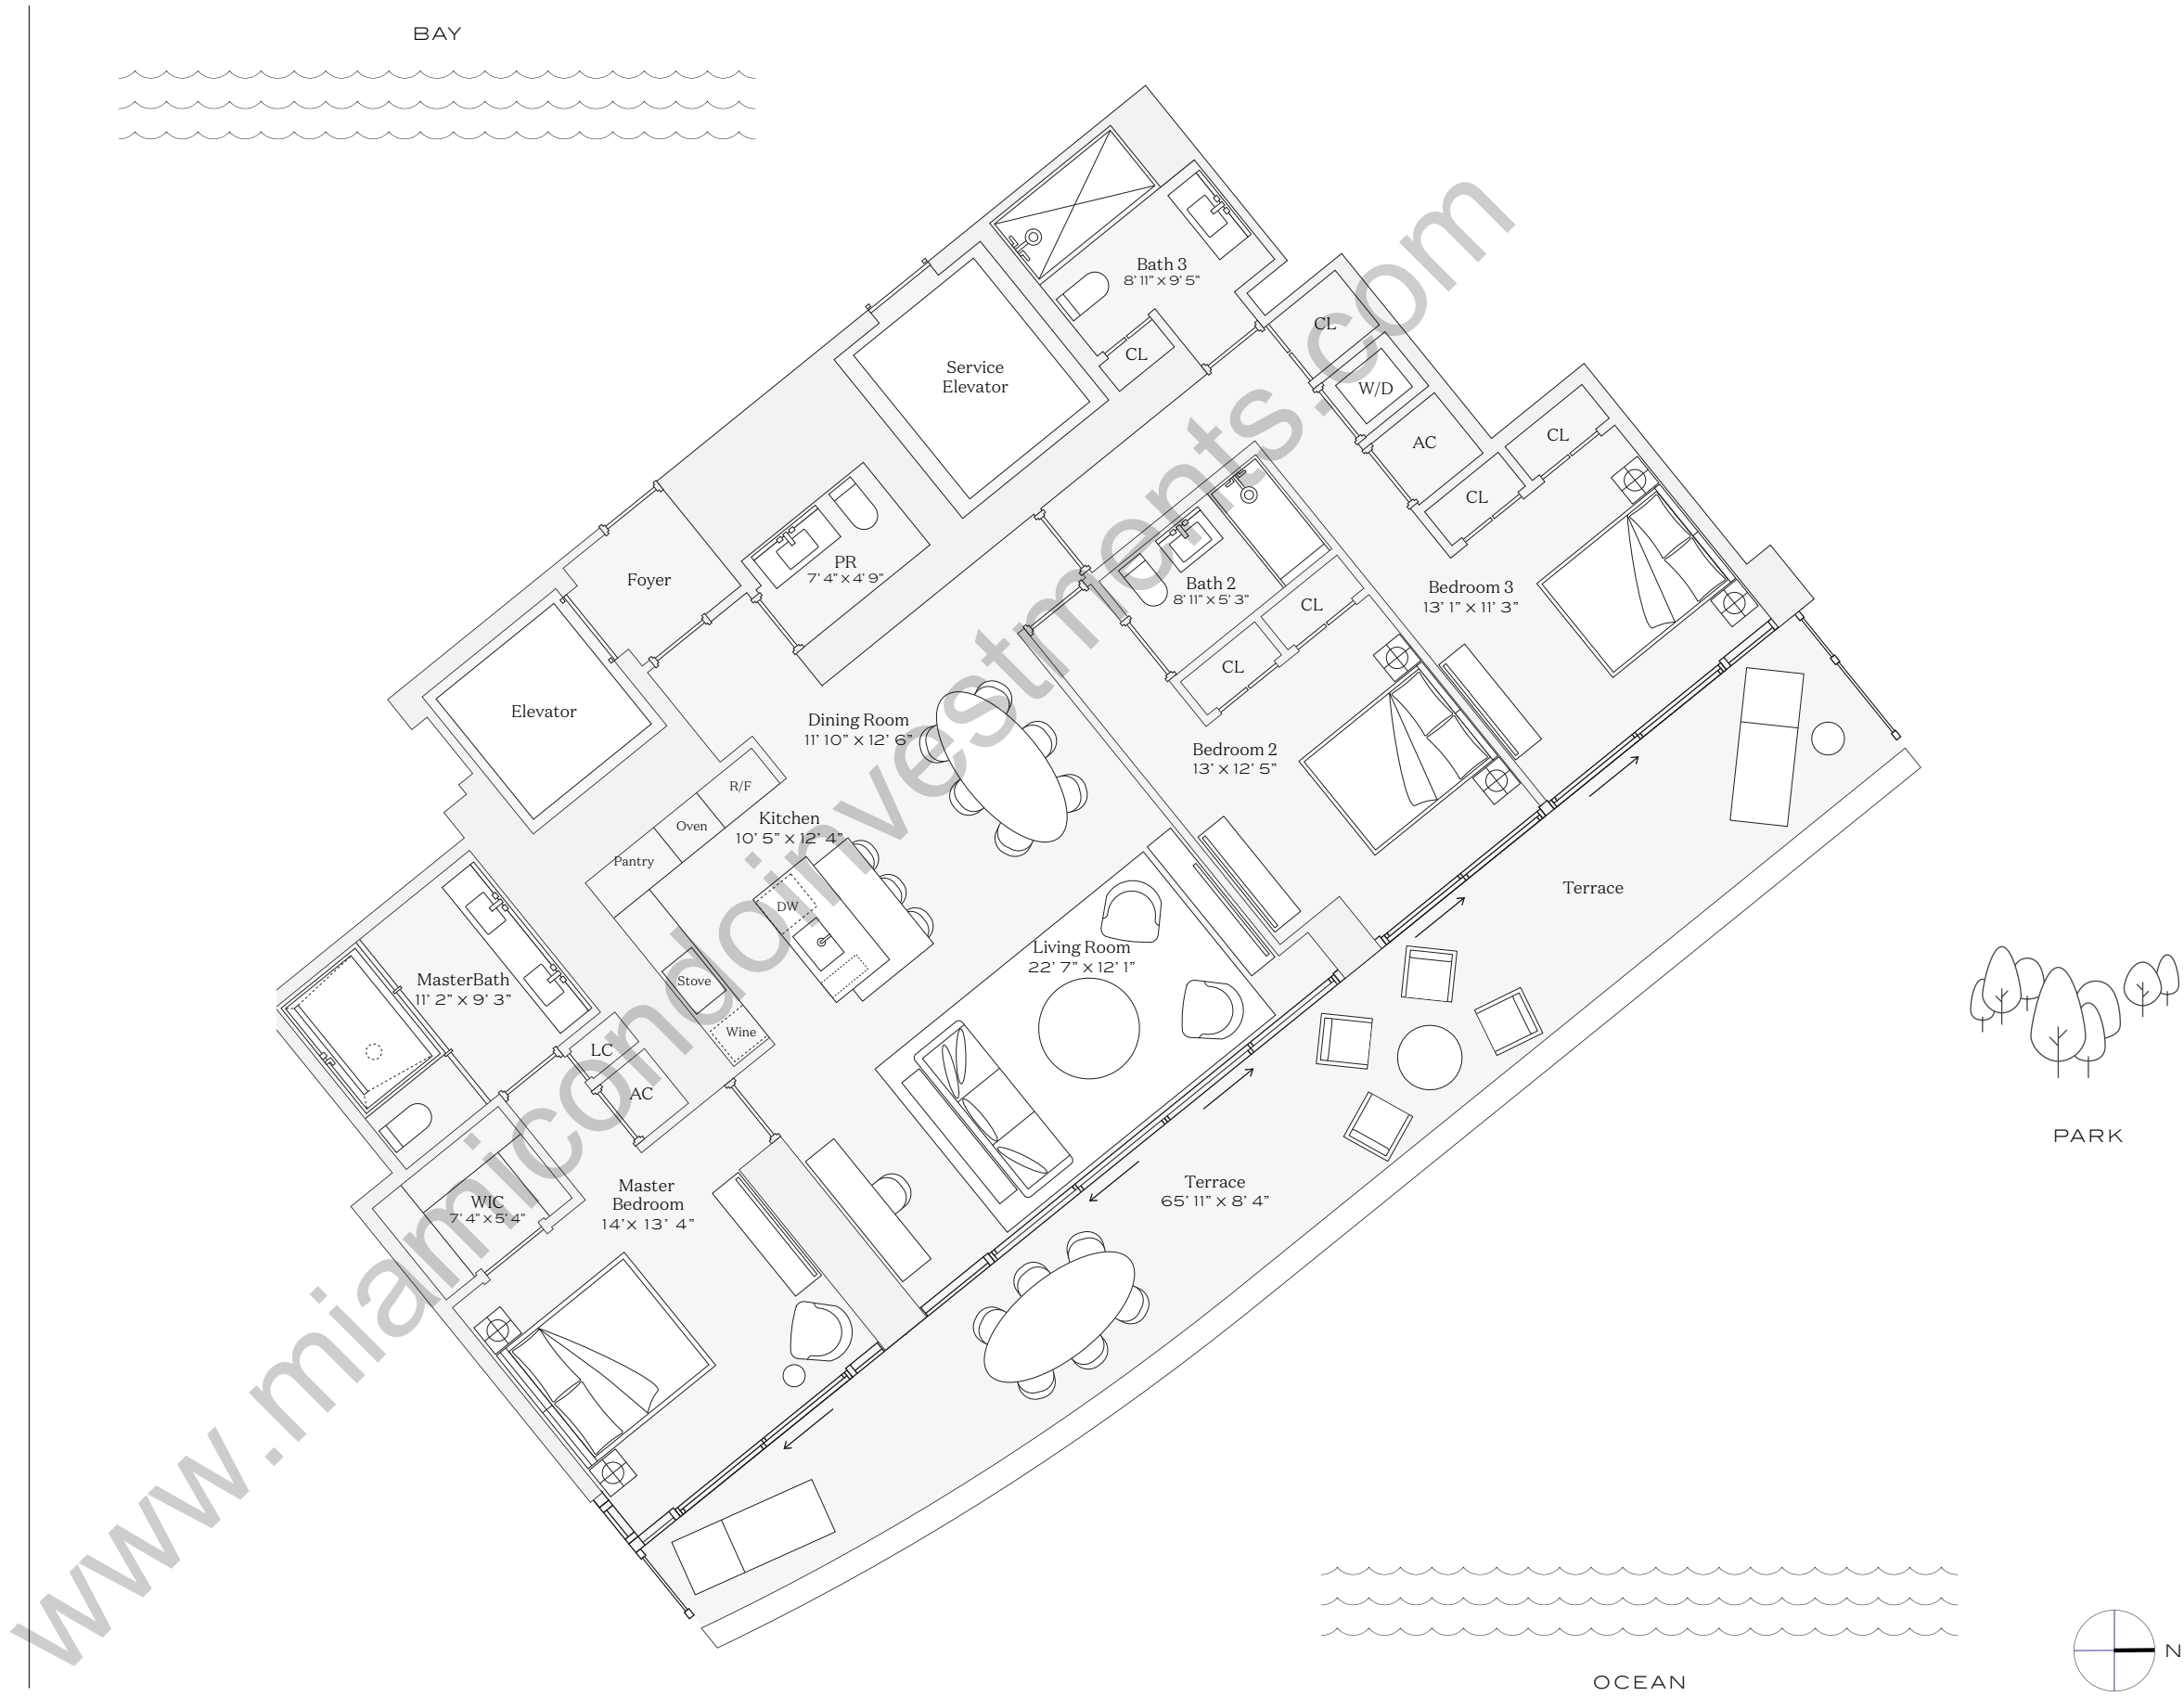 BAY
Bath 3
8' 11" x 9' 5"
CL
CL
Service
Elevator
W/D
AC
CL
CL
Foyer
PR
7' 4" x 4' 9"
Bath 2
8' 11" x 5' 3"
CL
CL
Bedroom 3
13' 1" x 11' 3"
Elevator
Dining Room
11' 10" x 12' 6"
Bedroom 2
13' x 12' 5"
R/F
Oven
Pantry
Kitchen
10' 5" x 12' 4"
DW
Stove
Wine
Terrace
Living Room
22' 7" x 12' 1"
MasterBath
11' 2" x 9' 3"
LC
AC
WIC
7' 4" x 5' 4"
Master
Bedroom
14' x 13' 4"
Terrace
65' 11" x 8' 4"
PARK
OCEAN
N
www.miamicondoinvestments.com